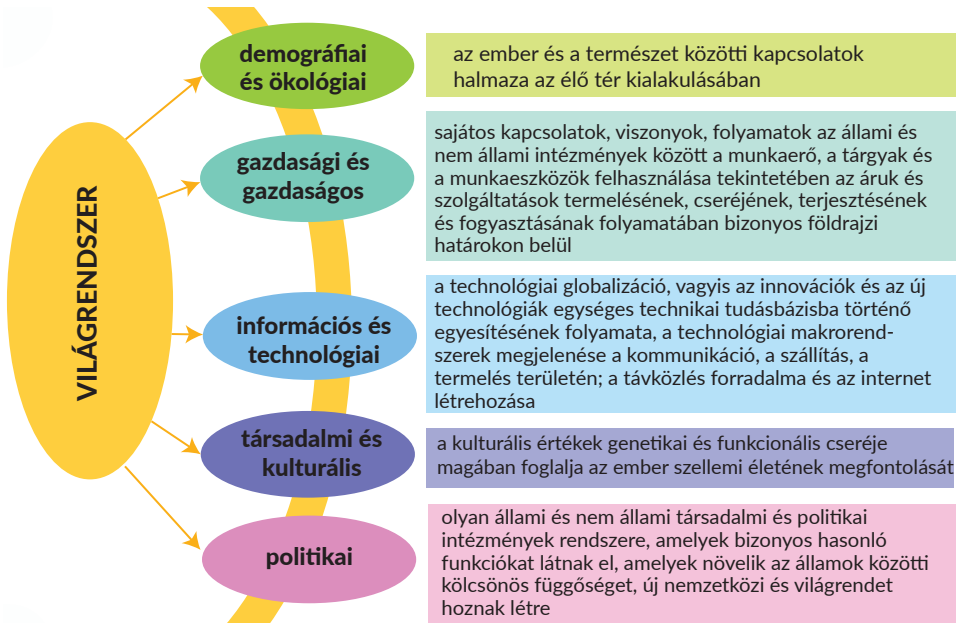 VILÁGRENDSZER
demográfiai
és ökológiai
az ember és a természet közötti kapcsolatok
halmaza az élő tér kialakulásában
gazdasági és
gazdaságos
sajátos kapcsolatok, viszonyok, folyamatok az állami és
nem állami intézmények között a munkaerő, a tárgyak és
a munkaeszközök felhasználása tekintetében az áruk és
szolgáltatások termelésének, cseréjének, terjesztésének
és fogyasztásának folyamatában bizonyos földrajzi
határokon belül
információs és
technológiai
a technológiai globalizáció, vagyis az innovációk és az új
technológiák egységes technikai tudásbázisba történő
egyesítésének folyamata, a technológiai makrorend-
szerek megjelenése a kommunikáció, a szállítás, a
termelés területén; a távközlés forradalma és az internet
létrehozása
társadalmi és
kulturális
a kulturális értékek genetikai és funkcionális cseréje
magában foglalja az ember szellemi életének megfontolását
politikai
olyan állami és nem állami társadalmi és politikai
intézmények rendszere, amelyek bizonyos hasonló
funkciókat látnak el, amelyek növelik az államok közötti
kölcsönös függőséget, új nemzetközi és világrendet
hoznak létre